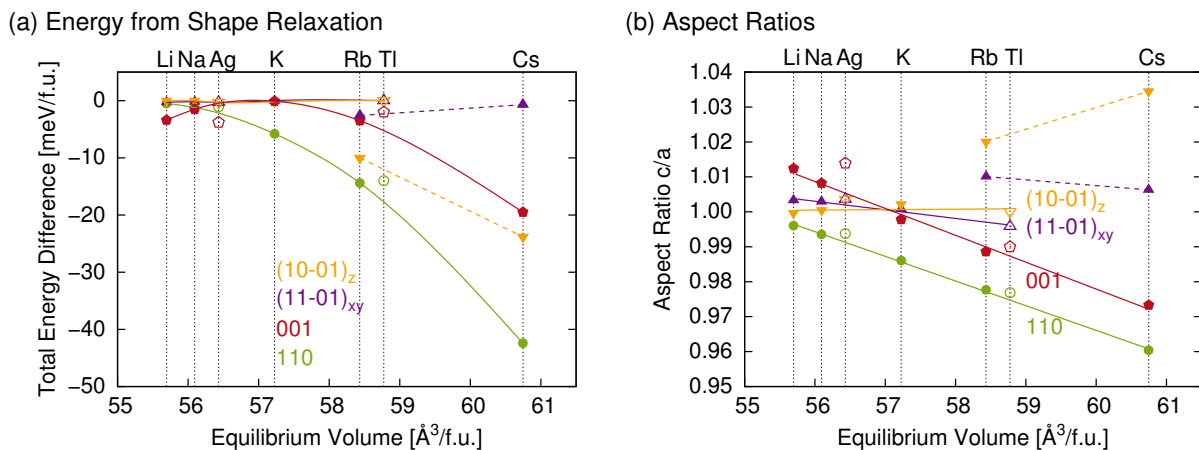 (a) Energy from Shape Relaxation
Li Na Ag K Rb Tl Cs
0
−10
−20
−30
−40
−50
Total Energy Difference [meV/f.u.]
(10-01)z
(11-01)xy
001
110
55 56 57 58 59 60 61
Equilibrium Volume [Å³/f.u.]
(b) Aspect Ratios
Li Na Ag K Rb Tl Cs
1.04
1.03
1.02
1.01
1.00
0.99
0.98
0.97
0.96
0.95
Aspect Ratio c/a
(10-01)z
(11-01)xy
001
110
55 56 57 58 59 60 61
Equilibrium Volume [Å³/f.u.]